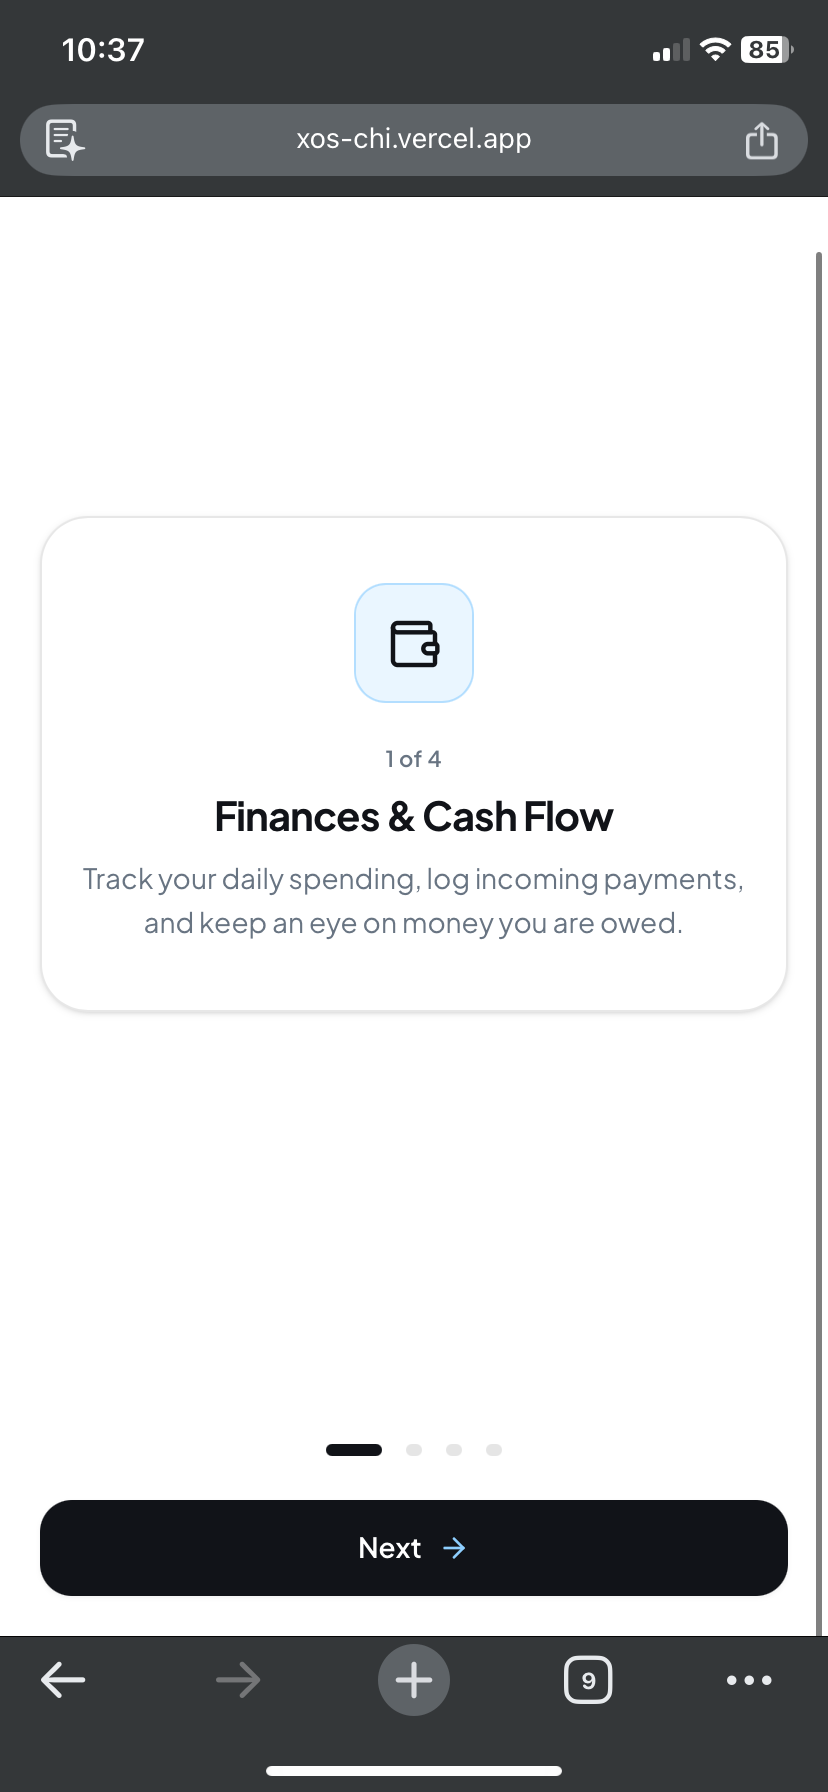 10:37
85
xos-chi.vercel.app
1 of 4
Finances & Cash Flow
Track your daily spending, log incoming payments,
and keep an eye on money you are owed.
Next →
9